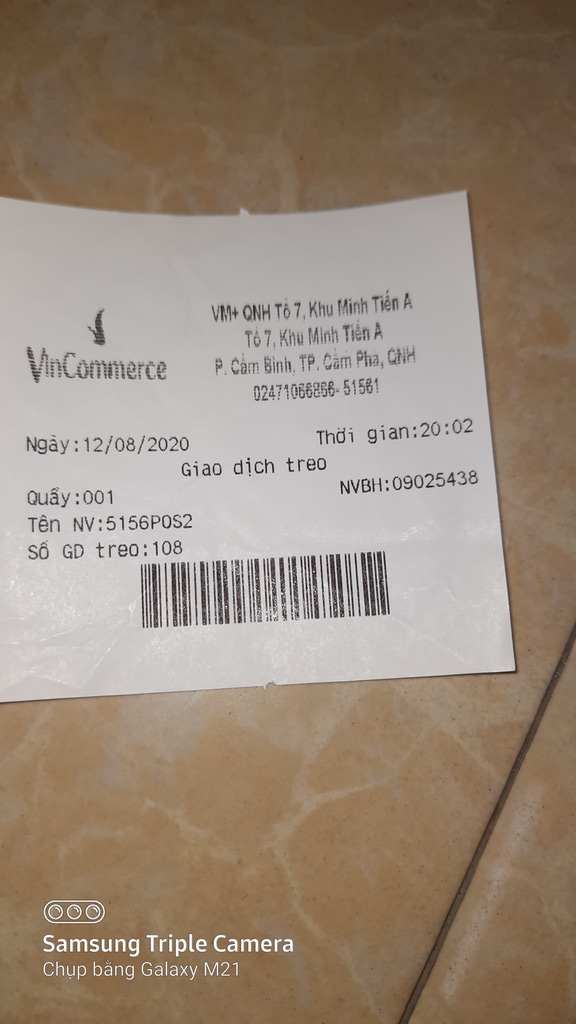 VinCommerce
VM+ QNH Tổ 7, Khu Minh Tiến A
Tổ 7, Khu Minh Tiến A
P. Cẩm Bình, TP. Cẩm Phả, QNH
02471066866-51561
Ngày:12/08/2020 Thời gian:20:02
Giao dịch treo
Quầy:001 NVBH:09025438
Tên NV:5156POS2
Số GD treo:108
Samsung Triple Camera
Chụp bằng Galaxy M21